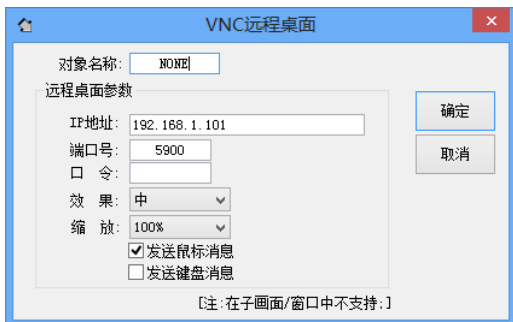 VNC远程桌面
对象名称: NONE
远程桌面参数
IP地址: 192.168.1.101
端口号: 5900
口 令:
效 果: 中
缩 放: 100%
发送鼠标消息
发送键盘消息
[注:在子画面/窗口中不支持;]
确定
取消